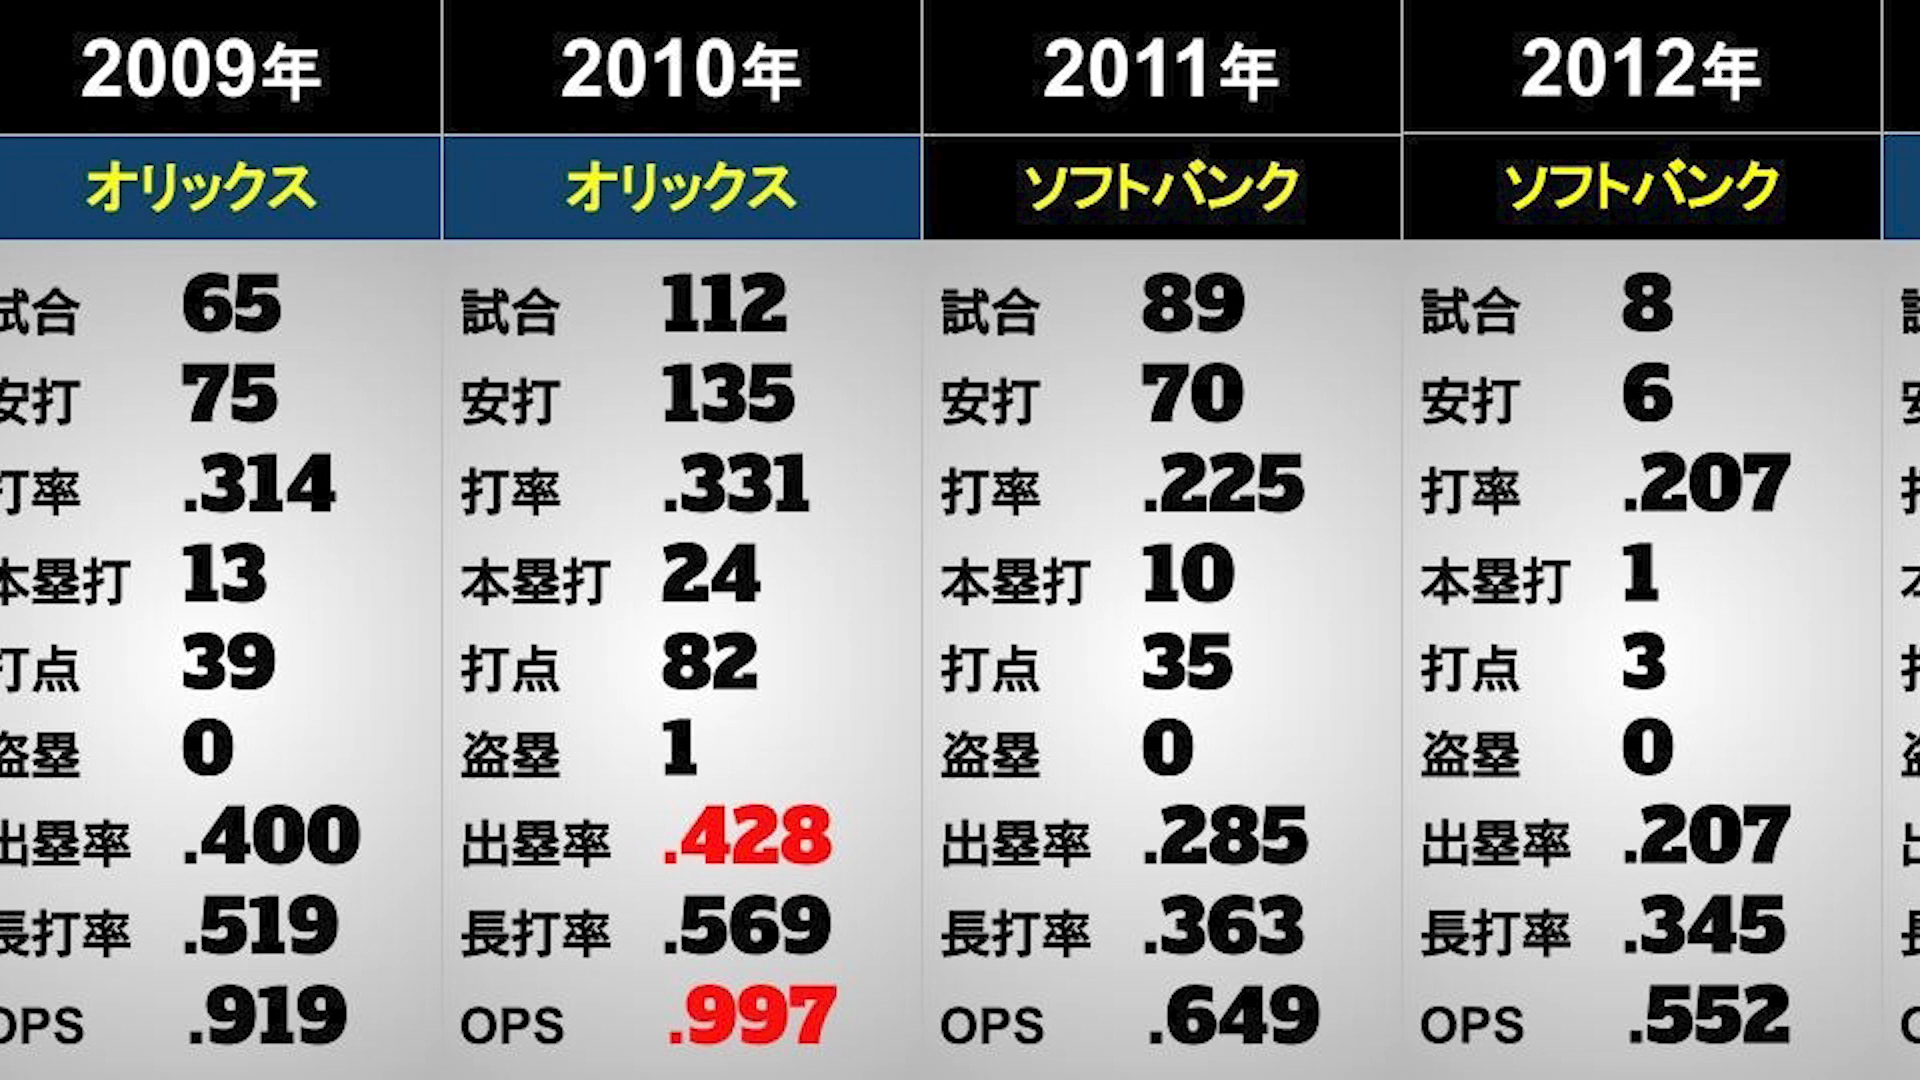 2009年 2010年 2011年 2012年
オリックス オリックス ソフトバンク ソフトバンク
試合 65 試合 112 試合 89 試合 8
安打 75 安打 135 安打 70 安打 6
打率 .314 打率 .331 打率 .225 打率 .207
本塁打 13 本塁打 24 本塁打 10 本塁打 1
打点 39 打点 82 打点 35 打点 3
盗塁 0 盗塁 1 盗塁 0 盗塁 0
出塁率 .400 出塁率 .428 出塁率 .285 出塁率 .207
長打率 .519 長打率 .569 長打率 .363 長打率 .345
OPS .919 OPS .997 OPS .649 OPS .552